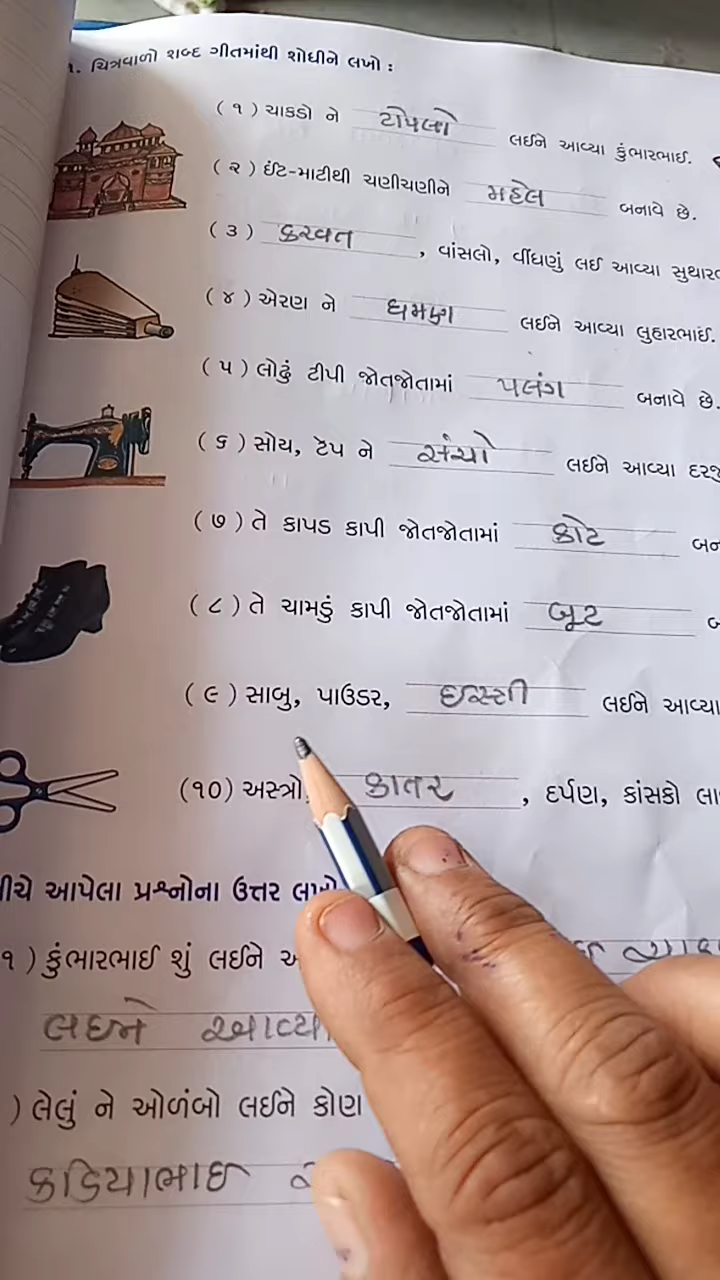 ૧. ચિત્રવાળો શબ્દ ગીતમાંથી શોધીને લખો :
(૧) ચાકડો ને ટોપલો લઈને આવ્યા કુંભારભાઈ.
(૨) ઈંટ-માટીથી ચણીચણીને મહેલ બનાવે છે.
(૩) કરવત, વાંસલો, વીંધણું લઈ આવ્યા
(૪) એરણ ને ધમણ લઈને આવ્યા લુહારભાઈ.
(૫) લોઢું ટીપી જોતજોતામાં પલંગ બનાવે છે.
(૬) સોય, ટેપ ને સંચો લઈને આવ્યા
(૭) તે કાપડ કાપી જોતજોતામાં કોટ
(૮) તે ચામડું કાપી જોતજોતામાં બૂટ
(૯) સાબુ, પાઉડર, ઇસ્ત્રી લઈને આવ્યા
(૧૦) અસ્ત્રો, કાતર, દર્પણ, કાંસકો
આપેલા પ્રશ્નોના ઉત્તર લખો
૧) કુંભારભાઈ શું લઈને
લઇને આવ્યા
) લેલું ને ઓળંબો લઈને કોણ
કડિયાભાઇ